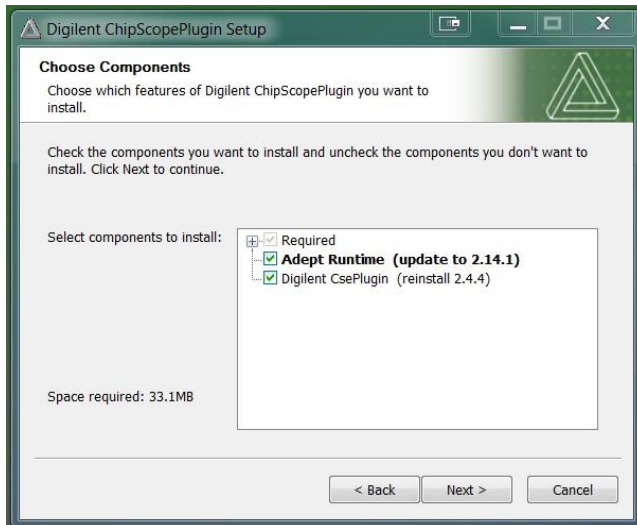 Digilent ChipScopePlugin Setup
Choose Components
Choose which features of Digilent ChipScopePlugin you want to
install.
Check the components you want to install and uncheck the components you don't want to
install. Click Next to continue.
Select components to install:
Required
Adept Runtime (update to 2.14.1)
Digilent CsePlugin (reinstall 2.4.4)
Space required: 33.1MB
< Back
Next >
Cancel